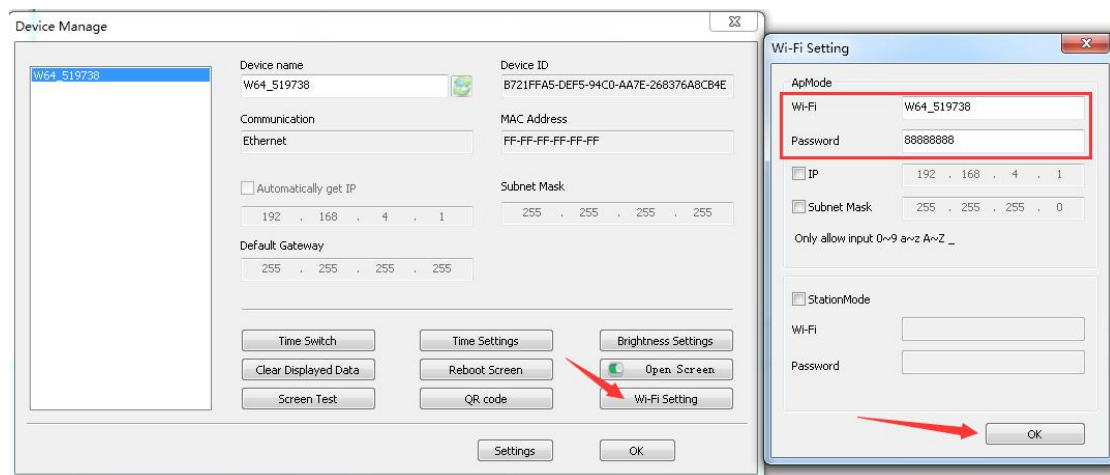 Device Manage
W64_519738
Device name
W64_519738
Device ID
B721FFA5-DEF5-94C0-AA7E-268376A8CB4E
Communication
Ethernet
MAC Address
FF-FF-FF-FF-FF-FF
Automatically get IP
192 . 168 . 4 . 1
Subnet Mask
255 . 255 . 255 . 255
Default Gateway
255 . 255 . 255 . 255
Time Switch
Time Settings
Brightness Settings
Clear Displayed Data
Reboot Screen
Open Screen
Screen Test
QR code
Wi-Fi Setting
Settings
OK
Wi-Fi Setting
ApMode
Wi-Fi
W64_519738
Password
88888888
IP
192 . 168 . 4 . 1
Subnet Mask
255 . 255 . 255 . 0
Only allow input 0~9 a~z A~Z _
StationMode
Wi-Fi
Password
OK